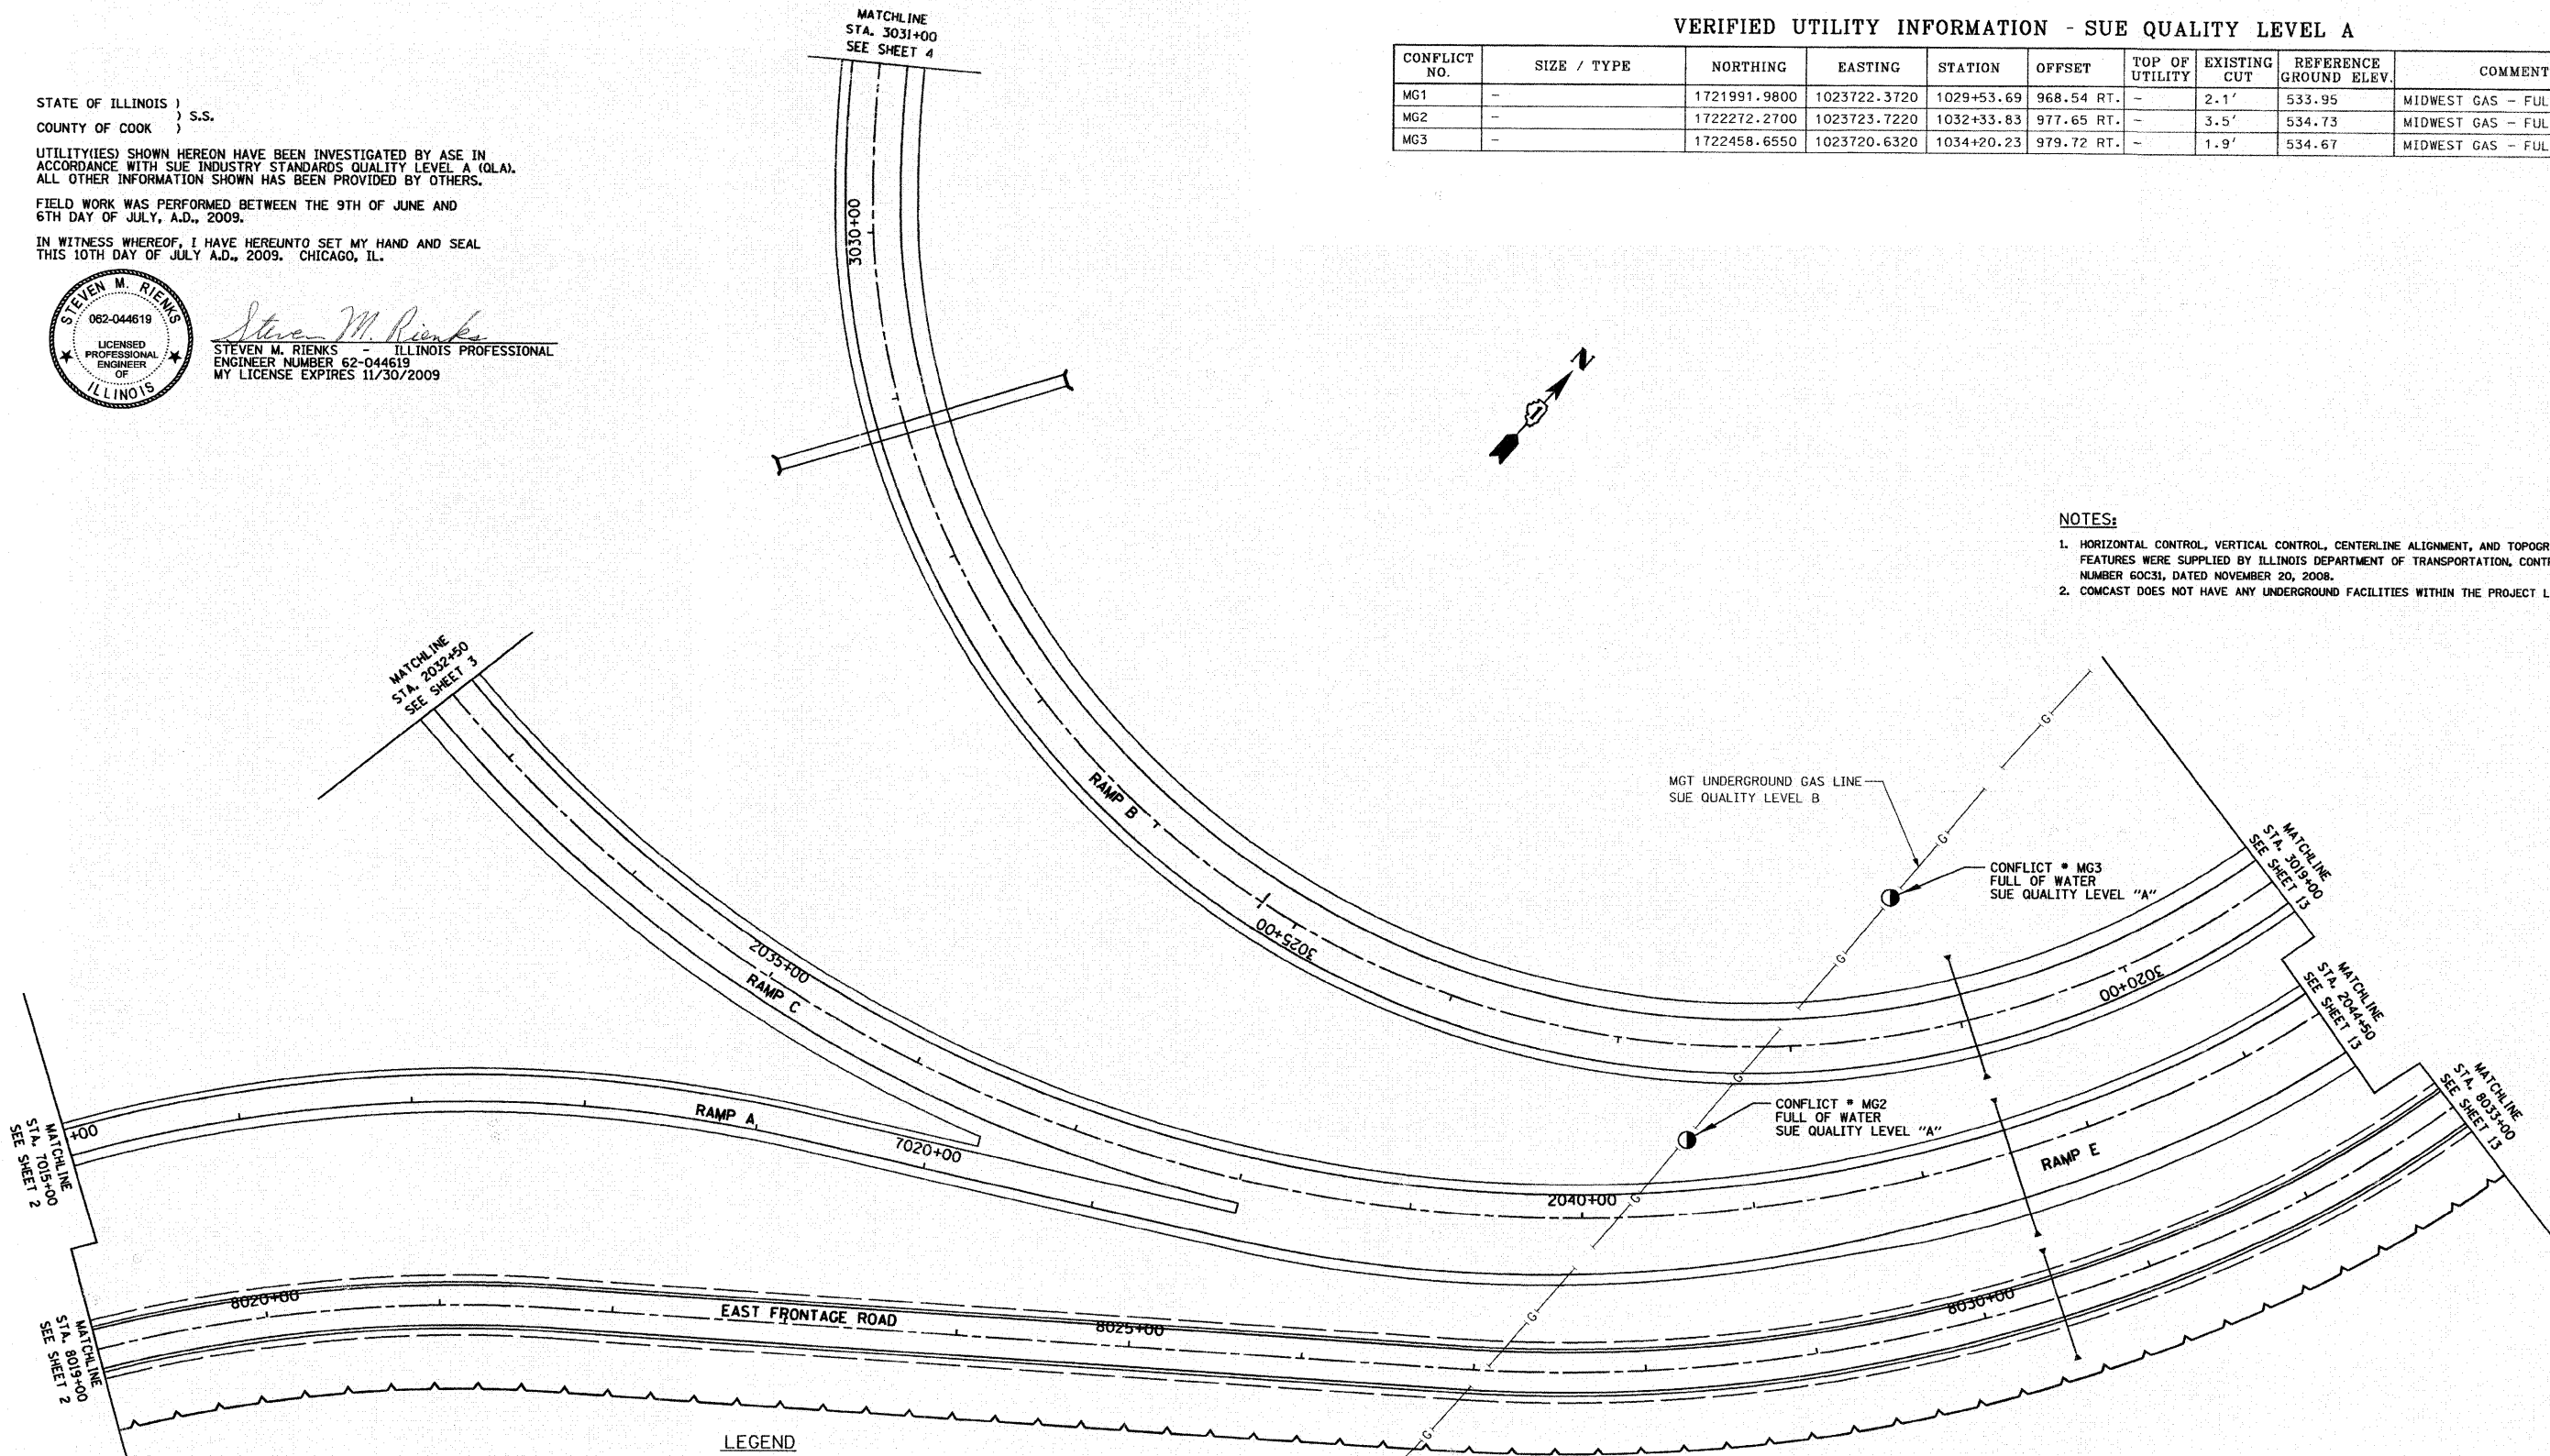 MATCHLINE
STA. 3031+00
SEE SHEET 4
VERIFIED UTILITY INFORMATION - SUE QUALITY LEVEL A
CONFLICT NO. SIZE / TYPE NORTHING EASTING STATION OFFSET TOP OF UTILITY EXISTING CUT REFERENCE GROUND ELEV. COMMENT
MG1 - 1721991.9800 1023722.3720 1029+53.69 968.54 RT. - 2.1' 533.95 MIDWEST GAS - FUL
MG2 - 1722272.2700 1023723.7220 1032+33.83 977.65 RT. - 3.5' 534.73 MIDWEST GAS - FUL
MG3 - 1722458.6550 1023720.6320 1034+20.23 979.72 RT. - 1.9' 534.67 MIDWEST GAS - FUL
STATE OF ILLINOIS )
) S.S.
COUNTY OF COOK )
UTILITY(IES) SHOWN HEREON HAVE BEEN INVESTIGATED BY ASE IN
ACCORDANCE WITH SUE INDUSTRY STANDARDS QUALITY LEVEL A (QLA).
ALL OTHER INFORMATION SHOWN HAS BEEN PROVIDED BY OTHERS.
FIELD WORK WAS PERFORMED BETWEEN THE 9TH OF JUNE AND
6TH DAY OF JULY, A.D., 2009.
IN WITNESS WHEREOF, I HAVE HEREUNTO SET MY HAND AND SEAL
THIS 10TH DAY OF JULY A.D., 2009. CHICAGO, IL.
STEVEN M. RIENKS
062-044619
LICENSED
PROFESSIONAL
ENGINEER
OF
ILLINOIS
Steven M. Rienks
STEVEN M. RIENKS - ILLINOIS PROFESSIONAL
ENGINEER NUMBER 62-044619
MY LICENSE EXPIRES 11/30/2009
3030+00
N
NOTES:
1. HORIZONTAL CONTROL, VERTICAL CONTROL, CENTERLINE ALIGNMENT, AND TOPOGR
FEATURES WERE SUPPLIED BY ILLINOIS DEPARTMENT OF TRANSPORTATION, CONTR
NUMBER 60C31, DATED NOVEMBER 20, 2008.
2. COMCAST DOES NOT HAVE ANY UNDERGROUND FACILITIES WITHIN THE PROJECT L
MATCHLINE
STA. 2032+50
SEE SHEET 3
RAMP B
MGT UNDERGROUND GAS LINE
SUE QUALITY LEVEL B
G
G
CONFLICT # MG3
FULL OF WATER
SUE QUALITY LEVEL "A"
MATCHLINE
STA. 3019+00
SEE SHEET 13
3025+00
2035+00
RAMP C
G
3020+00
MATCHLINE
STA. 2044+50
SEE SHEET 13
G
CONFLICT # MG2
FULL OF WATER
SUE QUALITY LEVEL "A"
MATCHLINE
STA. 8033+00
SEE SHEET 13
RAMP A
+00
7020+00
MATCHLINE
STA. 7015+00
SEE SHEET 2
RAMP E
2040+00
G
8020+00
EAST FRONTAGE ROAD
8025+00
G
8030+00
MATCHLINE
STA. 8019+00
SEE SHEET 2
G
LEGEND